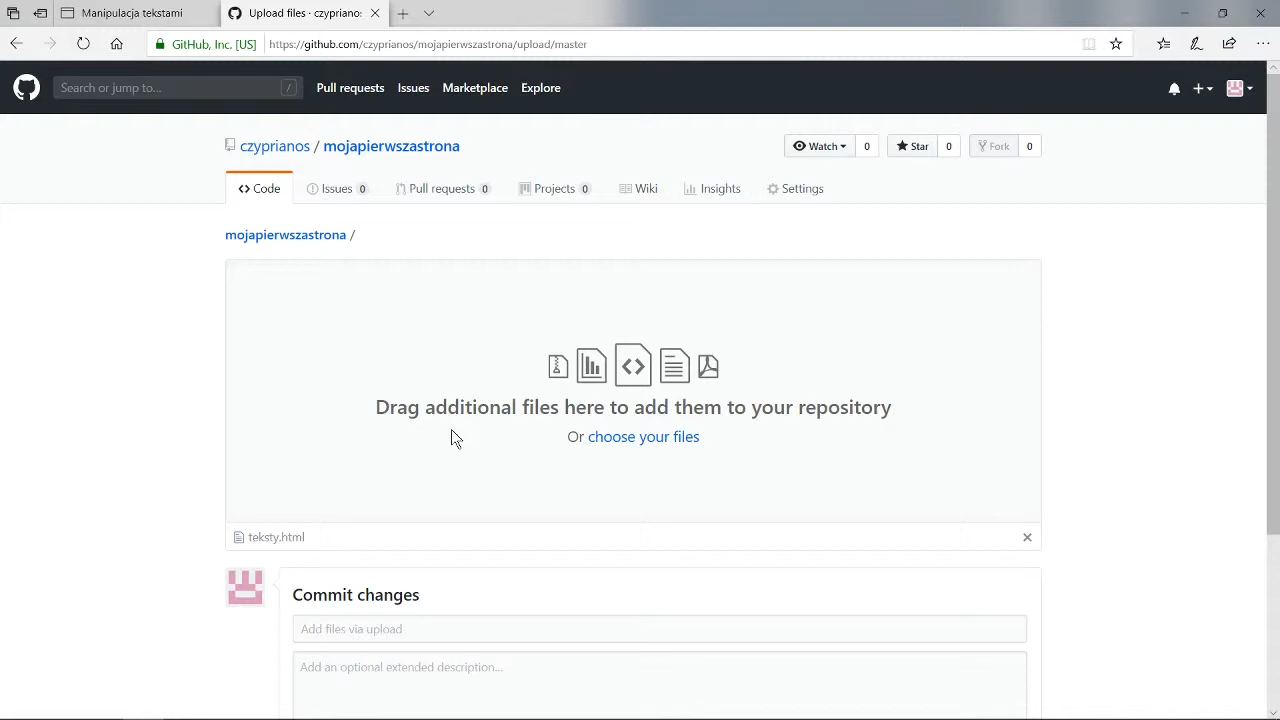 Manipulacja tekstami
Upload files · czyprianos
GitHub, Inc. [US] https://github.com/czyprianos/mojapierwszastrona/upload/master
Search or jump to... / Pull requests Issues Marketplace Explore
czyprianos / mojapierwszastrona Watch 0 Star 0 Fork 0
Code Issues 0 Pull requests 0 Projects 0 Wiki Insights Settings
mojapierwszastrona /
Drag additional files here to add them to your repository
Or choose your files
teksty.html
Commit changes
Add files via upload
Add an optional extended description...